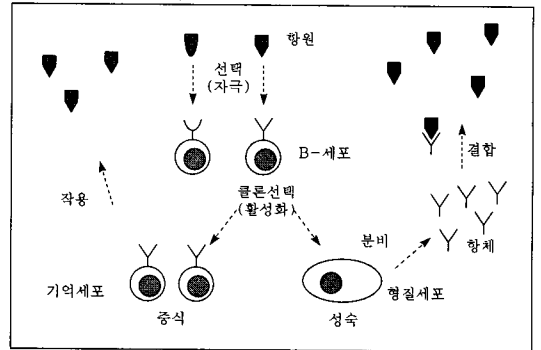 항원
선택
(자극)
B-세포
결합
클론선택
(활성화)
작용
분비
항체
기억세포
형질세포
증식
성숙